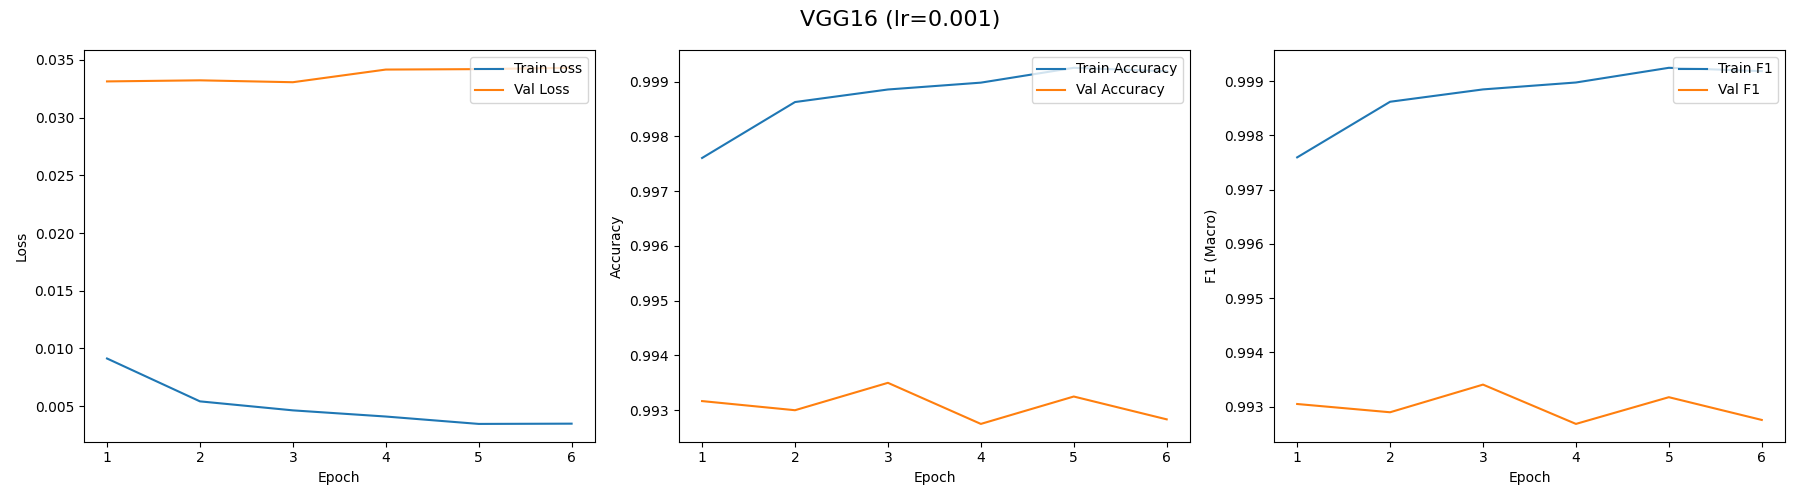 VGG16 (lr=0.001)
Loss
0.035
0.030
0.025
0.020
0.015
0.010
0.005
1 2 3 4 5 6
Epoch
Train Loss
Val Loss
Accuracy
0.999
0.998
0.997
0.996
0.995
0.994
0.993
1 2 3 4 5 6
Epoch
Train Accuracy
Val Accuracy
F1 (Macro)
0.999
0.998
0.997
0.996
0.995
0.994
0.993
1 2 3 4 5 6
Epoch
Train F1
Val F1